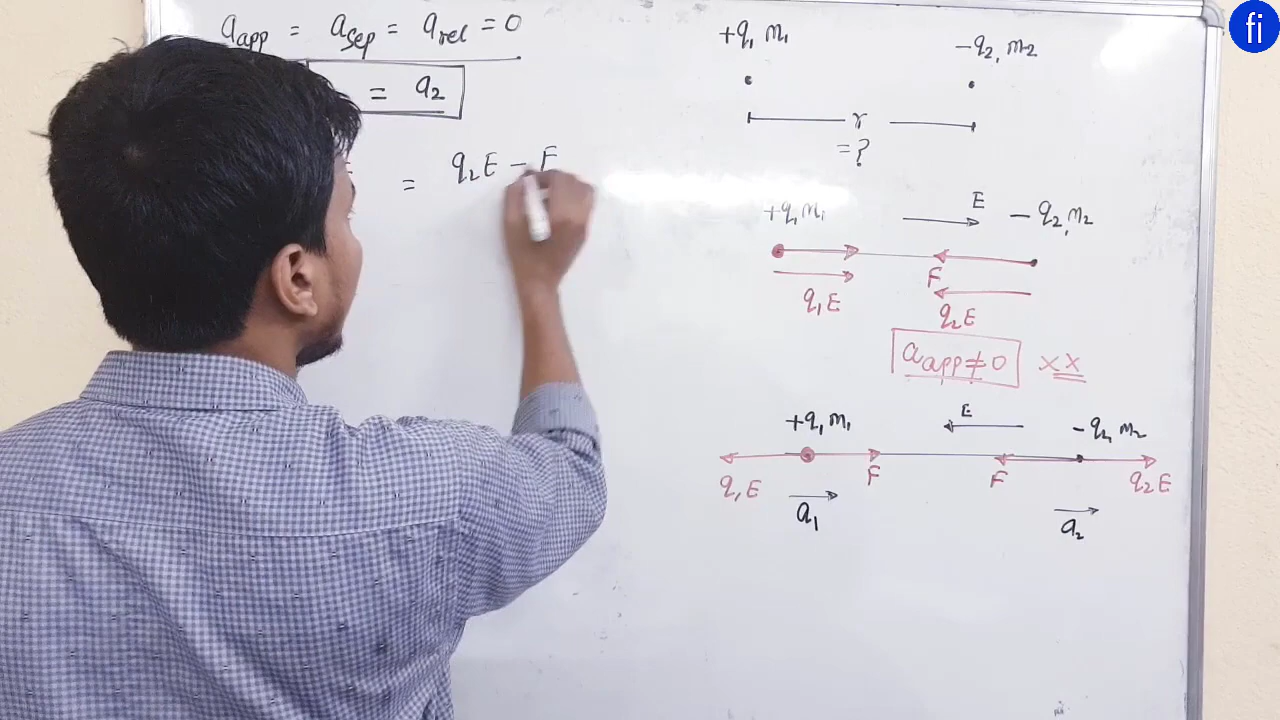 a_app = a_sep = a_rel = 0
= a₂
= q₂E - F
+q₁ m₁
-q₂, m₂
r
= ?
+q₁ m₁
E
- q₂, m₂
F
q₁E
q₂E
a_app ≠ 0 xx
+q₁ m₁
E
-q₂, m₂
q₁E
F
F
q₂E
a₁
a₂
fi